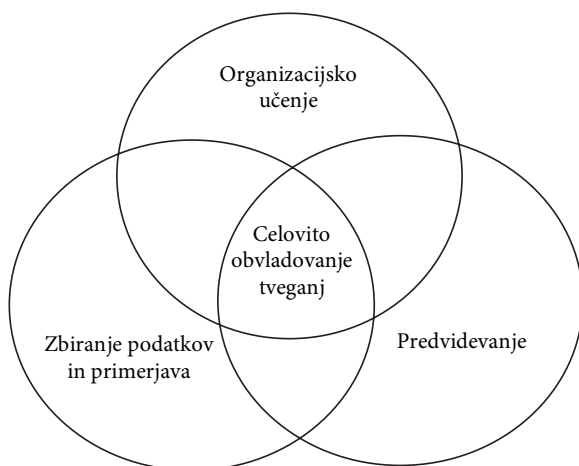 Organizacijsko
učenje
Celovito
obvladovanje
tveganj
Zbiranje podatkov
in primerjava
Predvidevanje